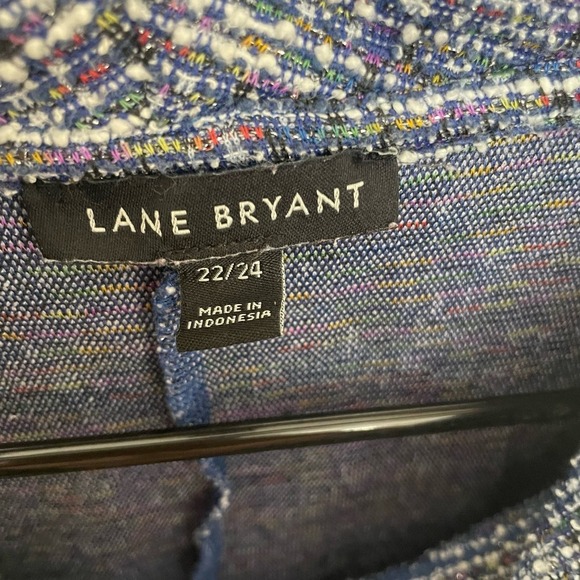 LANE BRYANT
22/24
MADE IN
INDONESIA